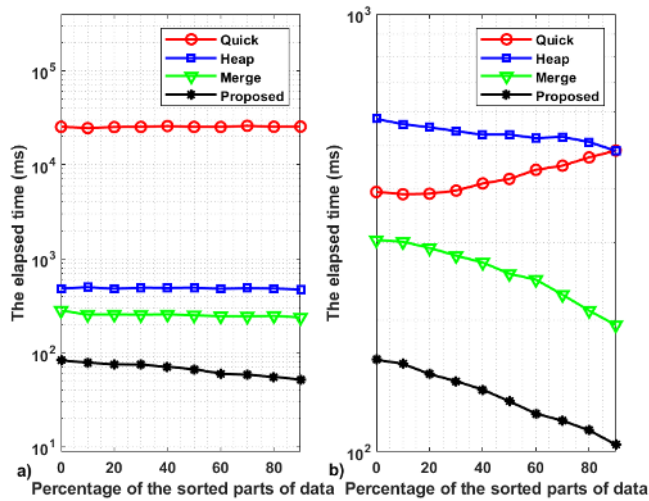 Quick
Heap
Merge
Proposed
The elapsed time (ms)
10^5
10^4
10^3
10^2
10^1
0 20 40 60 80
a)
Percentage of the sorted parts of data
Quick
Heap
Merge
Proposed
The elapsed time (ms)
10^3
10^2
0 20 40 60 80
b)
Percentage of the sorted parts of data